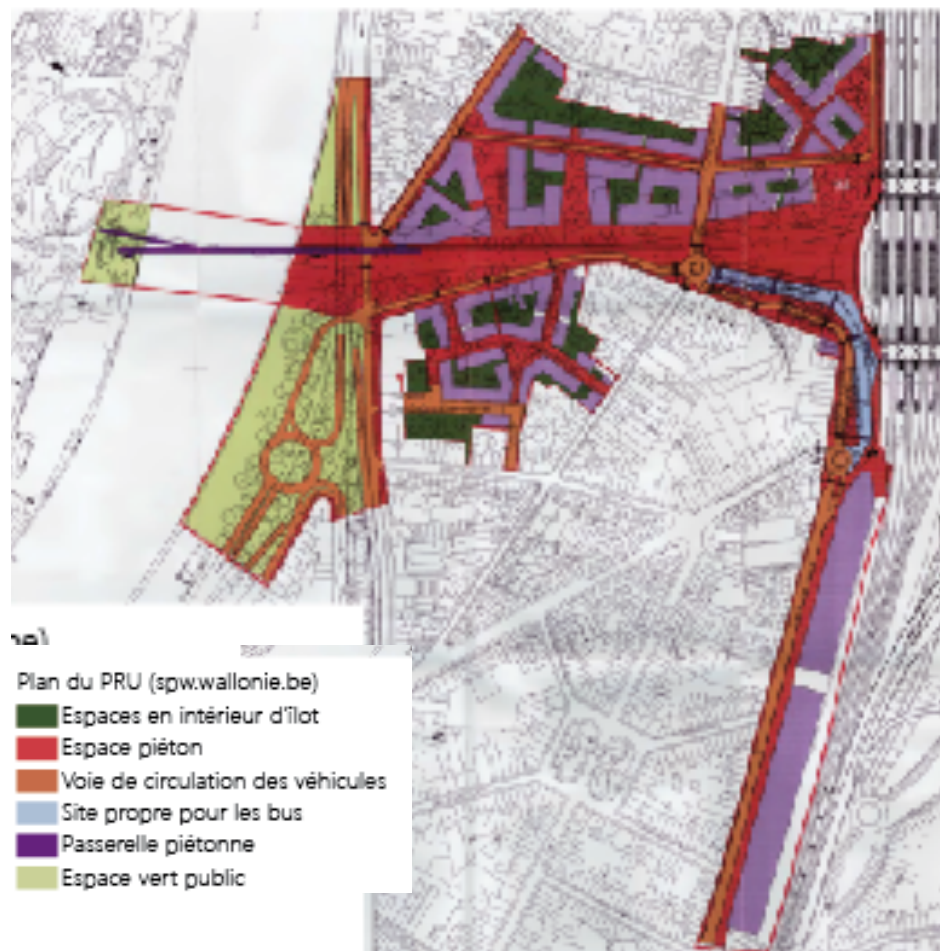 ne)
Plan du PRU (spw.wallonie.be)
Espaces en intérieur d'îlot
Espace piéton
Voie de circulation des véhicules
Site propre pour les bus
Passerelle piétonne
Espace vert public